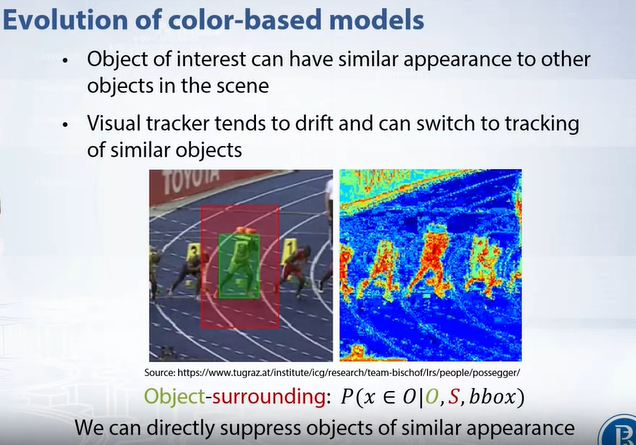 Evolution of color-based models
• Object of interest can have similar appearance to other
objects in the scene
• Visual tracker tends to drift and can switch to tracking
of similar objects
TOYOTA
Source: https://www.tugraz.at/institute/icg/research/team-bischof/lrs/people/possegger/
Object-surrounding: P(x ∈ O|O, S, bbox)
We can directly suppress objects of similar appearance